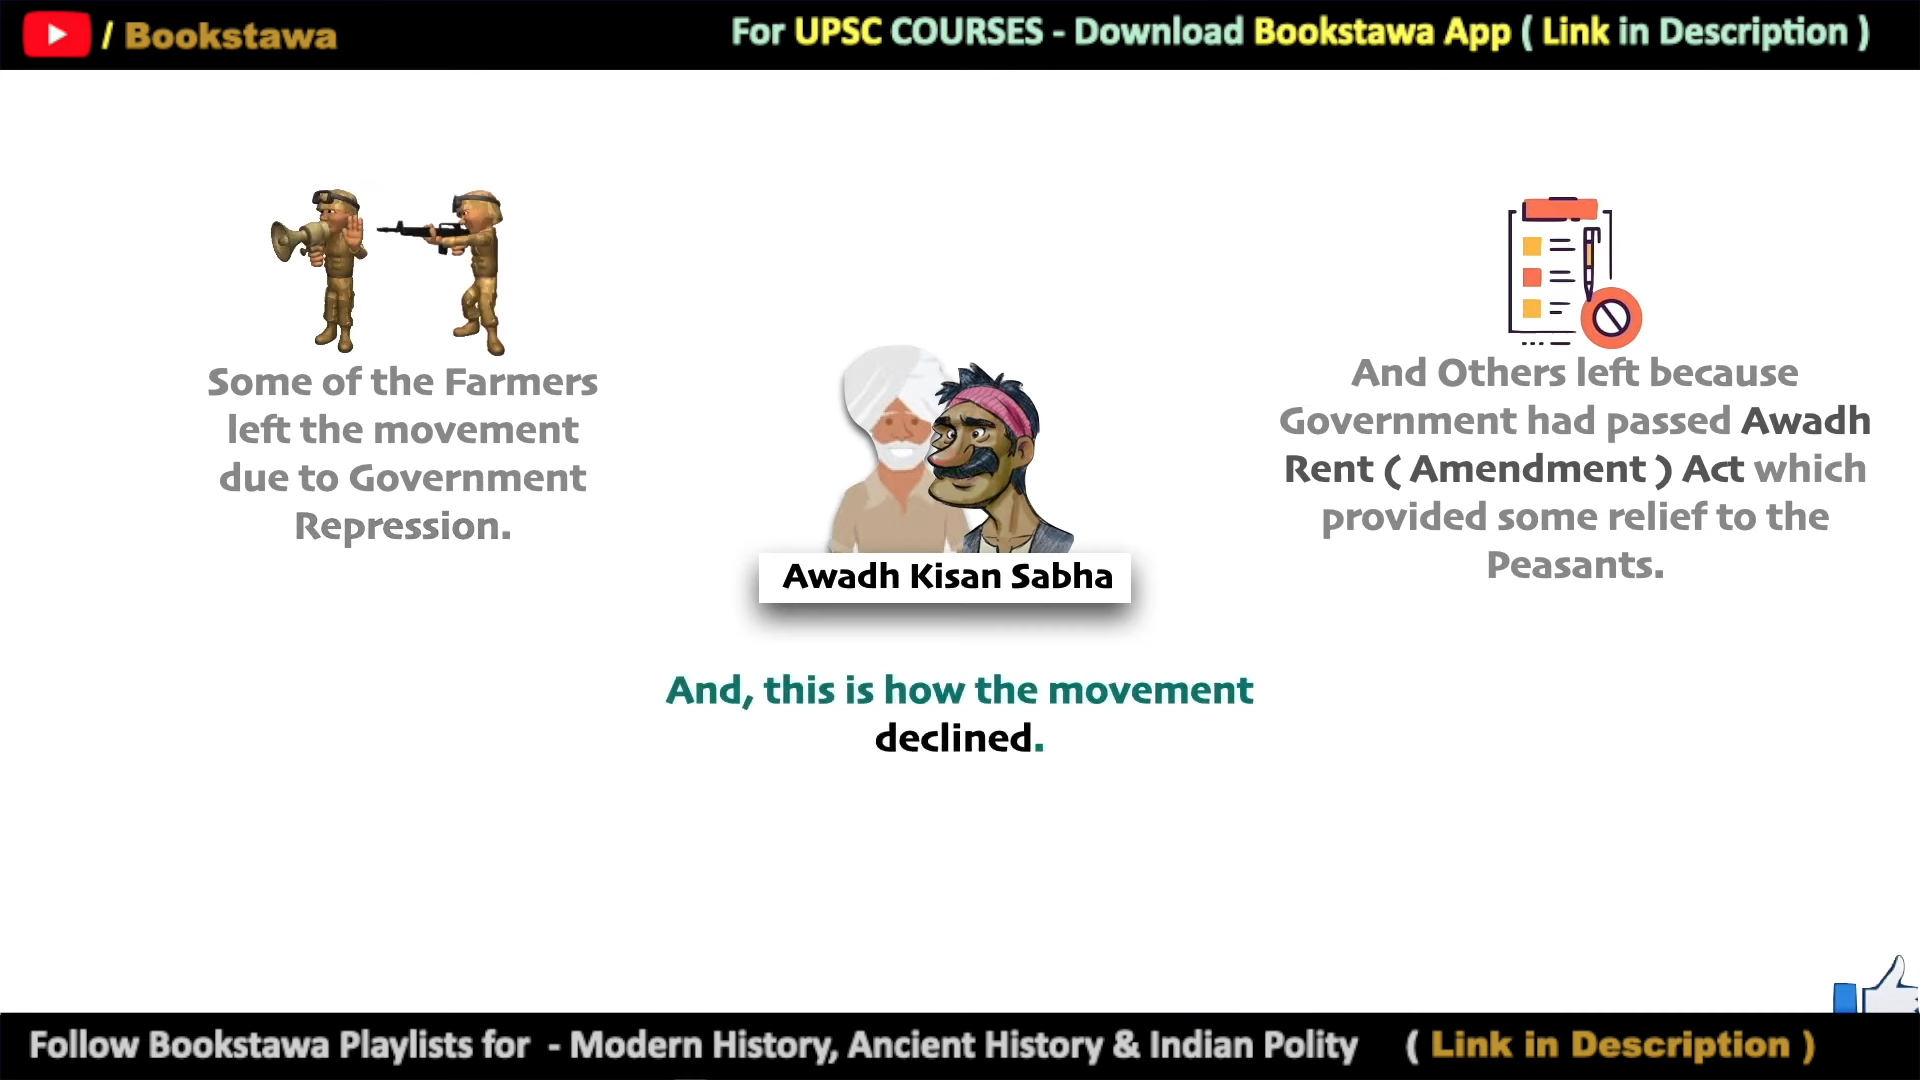 / Bookstawa
For UPSC COURSES - Download Bookstawa App ( Link in Description )
Some of the Farmers
left the movement
due to Government
Repression.
And Others left because
Government had passed Awadh
Rent ( Amendment ) Act which
provided some relief to the
Peasants.
Awadh Kisan Sabha
And, this is how the movement
declined.
Follow Bookstawa Playlists for - Modern History, Ancient History & Indian Polity ( Link in Description )